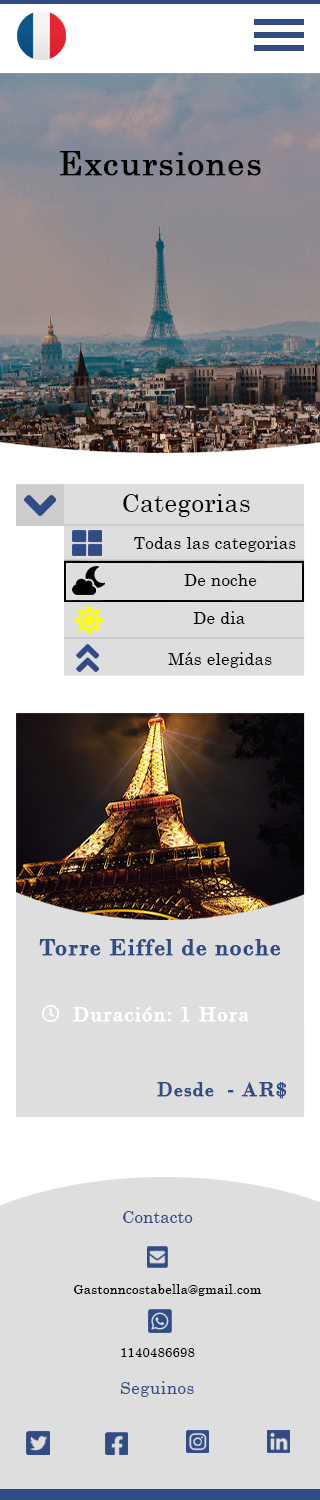 Excursiones
Categorias
Todas las categorias
De noche
De dia
Más elegidas
Torre Eiffel de noche
Duración: 1 Hora
Desde - AR$
Contacto
Gastonncostabella@gmail.com
1140486698
Seguinos